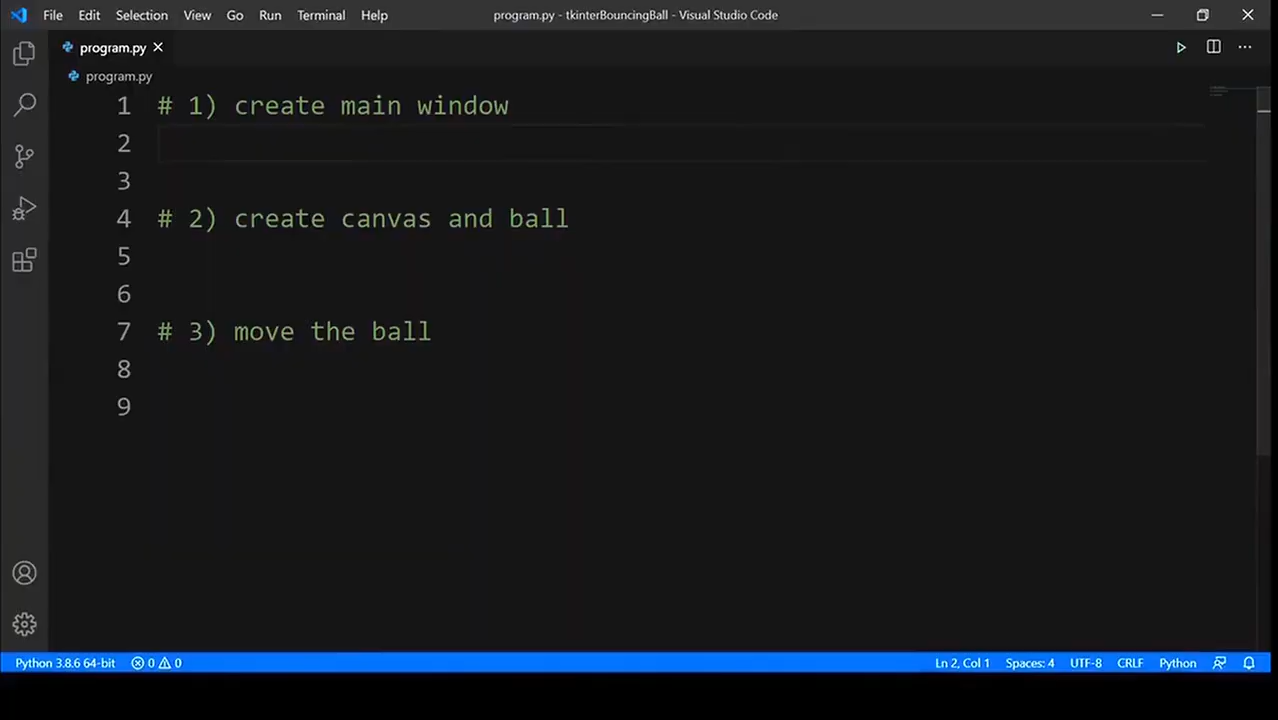 File Edit Selection View Go Run Terminal Help program.py - tkinterBouncingBall - Visual Studio Code
program.py
program.py
1 # 1) create main window
2
3
4 # 2) create canvas and ball
5
6
7 # 3) move the ball
8
9
Python 3.8.6 64-bit 0 0 Ln 2, Col 1 Spaces: 4 UTF-8 CRLF Python